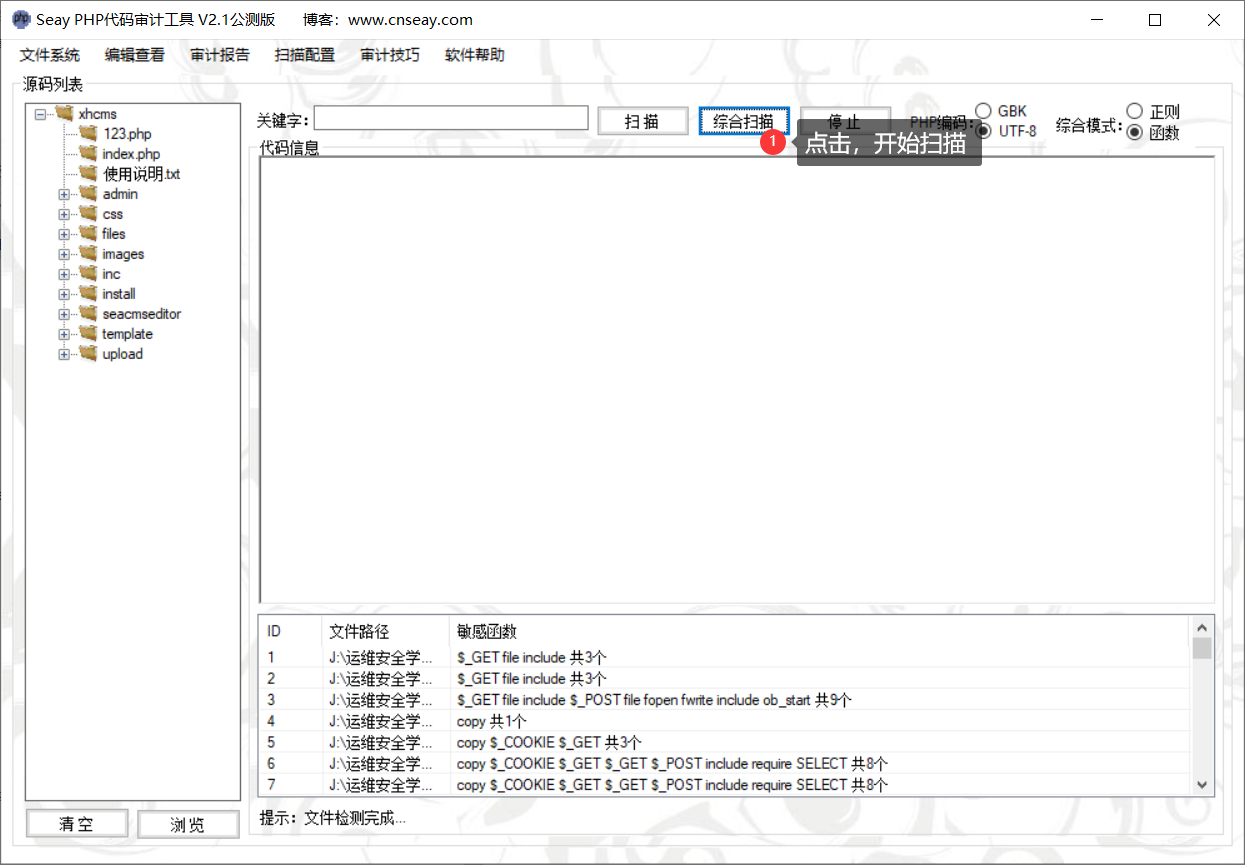 Seay PHP代码审计工具 V2.1公测版 博客：www.cnseay.com
文件系统 编辑查看 审计报告 扫描配置 审计技巧 软件帮助
源码列表
xhcms
123.php
index.php
使用说明.txt
admin
css
files
images
inc
install
seacmseditor
template
upload
清 空 浏 览
关键字： 扫 描 综合扫描 停 止 PHP编码: GBK UTF-8 综合模式: 正则 函数
1 点击，开始扫描
代码信息
ID 文件路径 敏感函数
1 J:\运维安全学... $_GET file include 共3个
2 J:\运维安全学... $_GET file include 共3个
3 J:\运维安全学... $_GET file include $_POST file fopen fwrite include ob_start 共9个
4 J:\运维安全学... copy 共1个
5 J:\运维安全学... copy $_COOKIE $_GET 共3个
6 J:\运维安全学... copy $_COOKIE $_GET $_GET $_POST include require SELECT 共8个
7 J:\运维安全学... copy $_COOKIE $_GET $_GET $_POST include require SELECT 共8个
提示：文件检测完成...